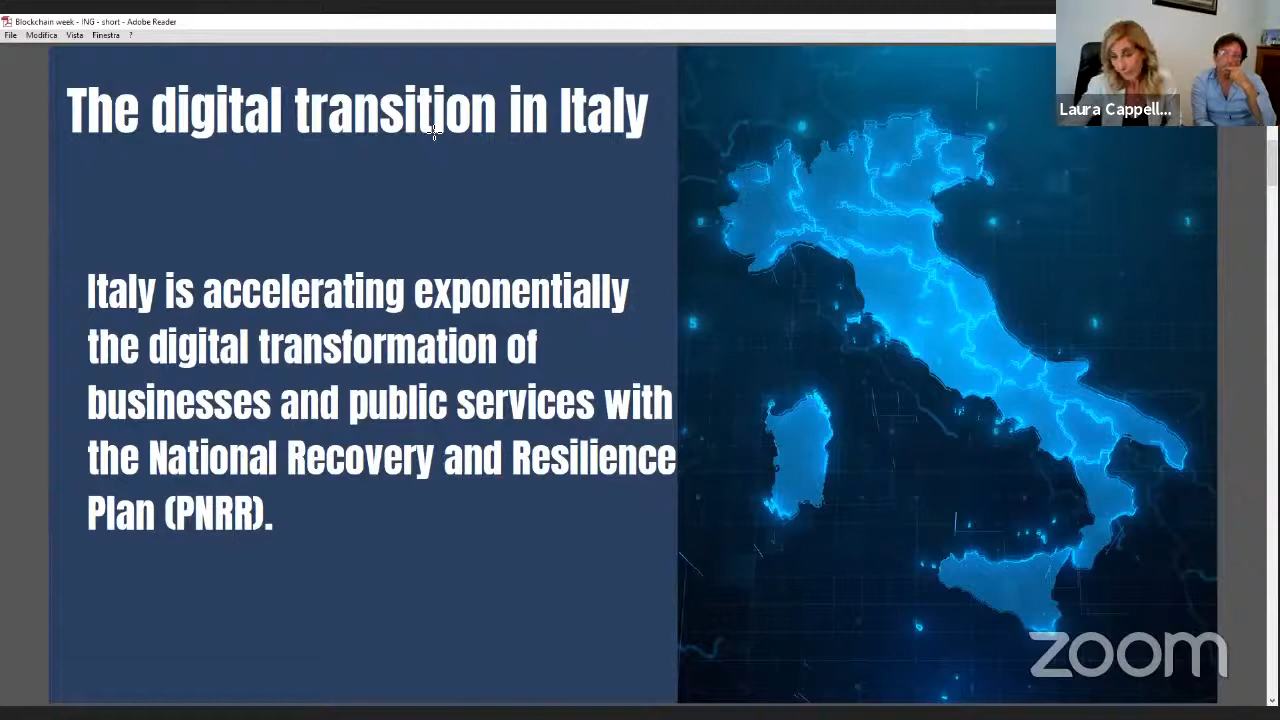 Blockchain week - ING - short - Adobe Reader
File Modifica Vista Finestra ?
Laura Cappell...
The digital transition in Italy
Italy is accelerating exponentially
the digital transformation of
businesses and public services with
the National Recovery and Resilience
Plan (PNRR).
zoom